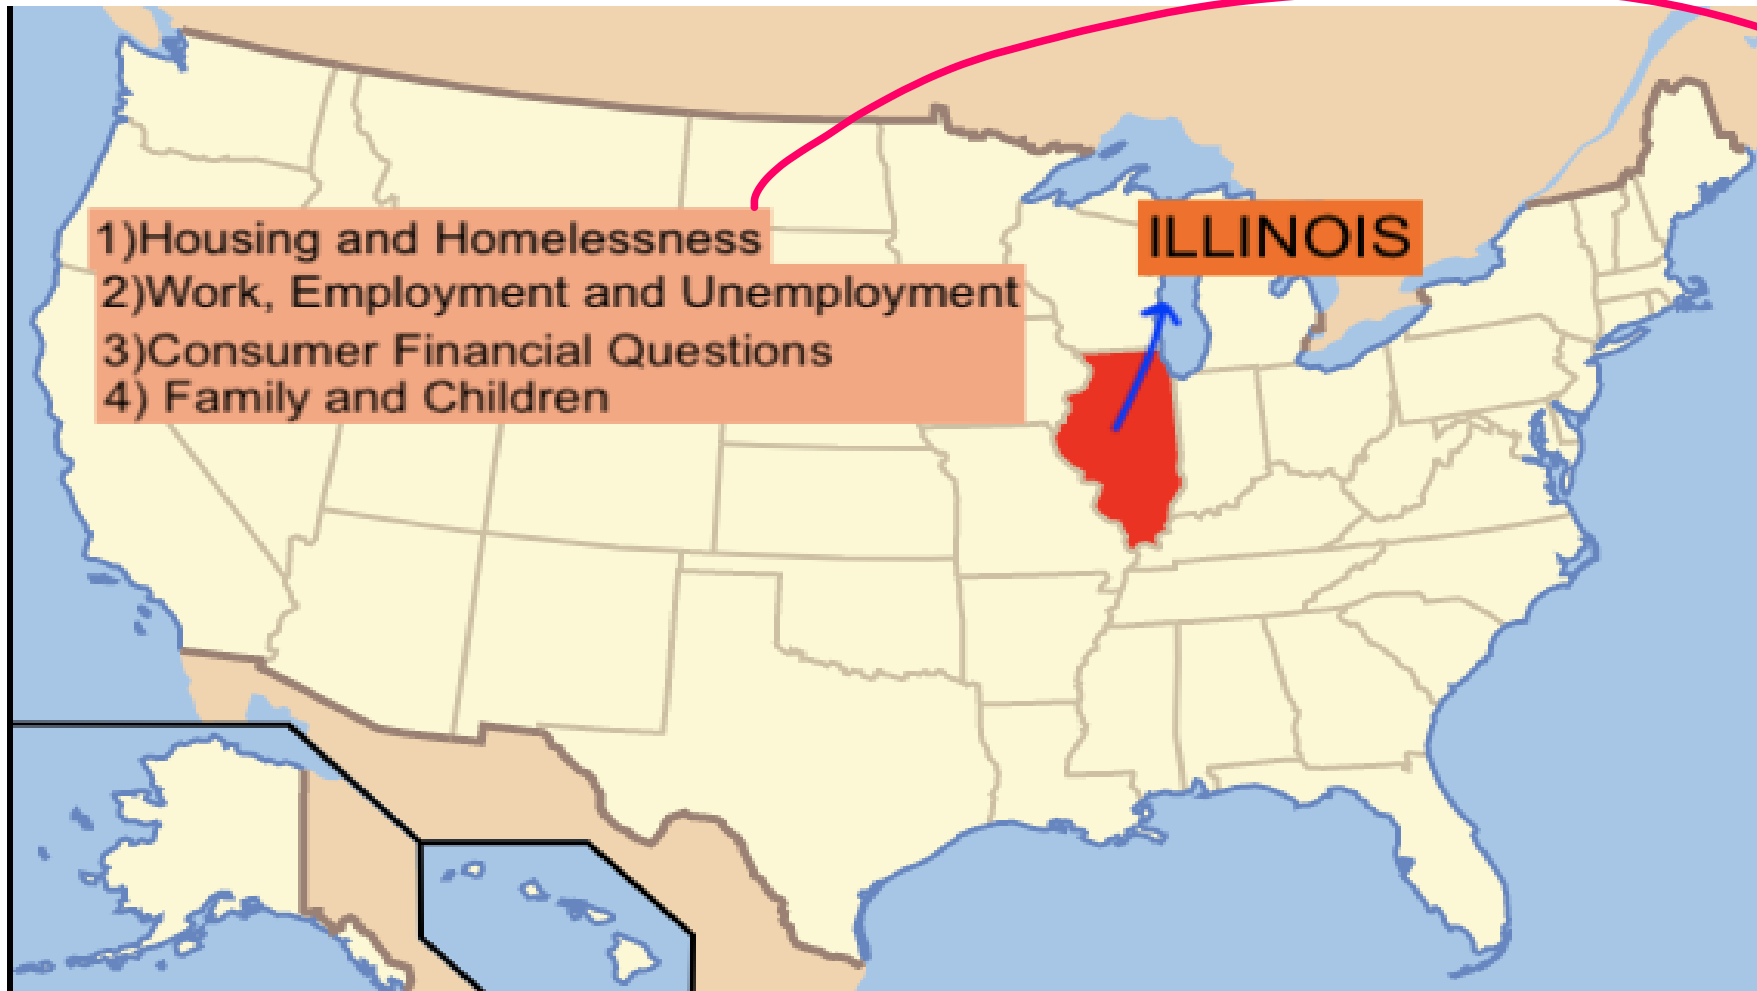 1)Housing and Homelessness
2)Work, Employment and Unemployment
3)Consumer Financial Questions
4) Family and Children
ILLINOIS